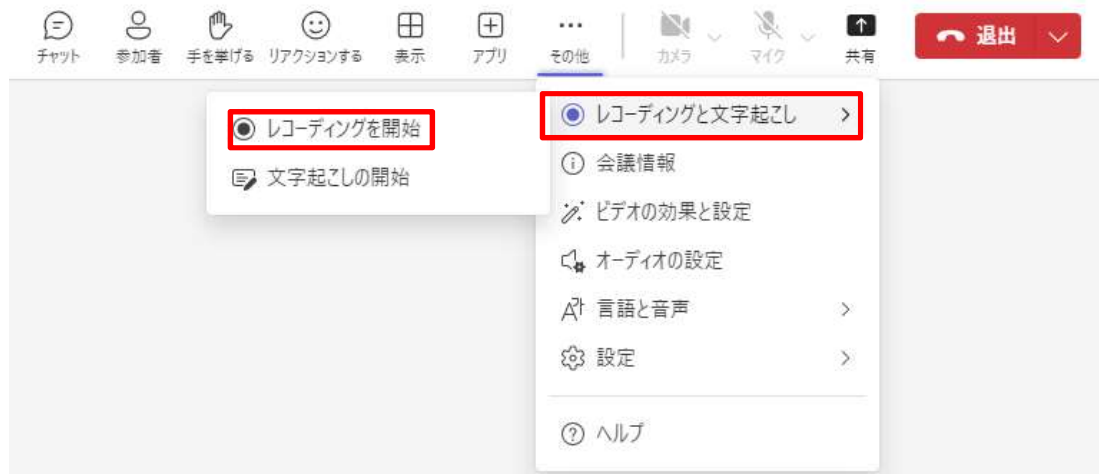 チャット 参加者 手を挙げる リアクションする 表示 アプリ その他 カメラ マイク 共有 退出
レコーディングを開始
文字起こしの開始
レコーディングと文字起こし
会議情報
ビデオの効果と設定
オーディオの設定
言語と音声
設定
ヘルプ